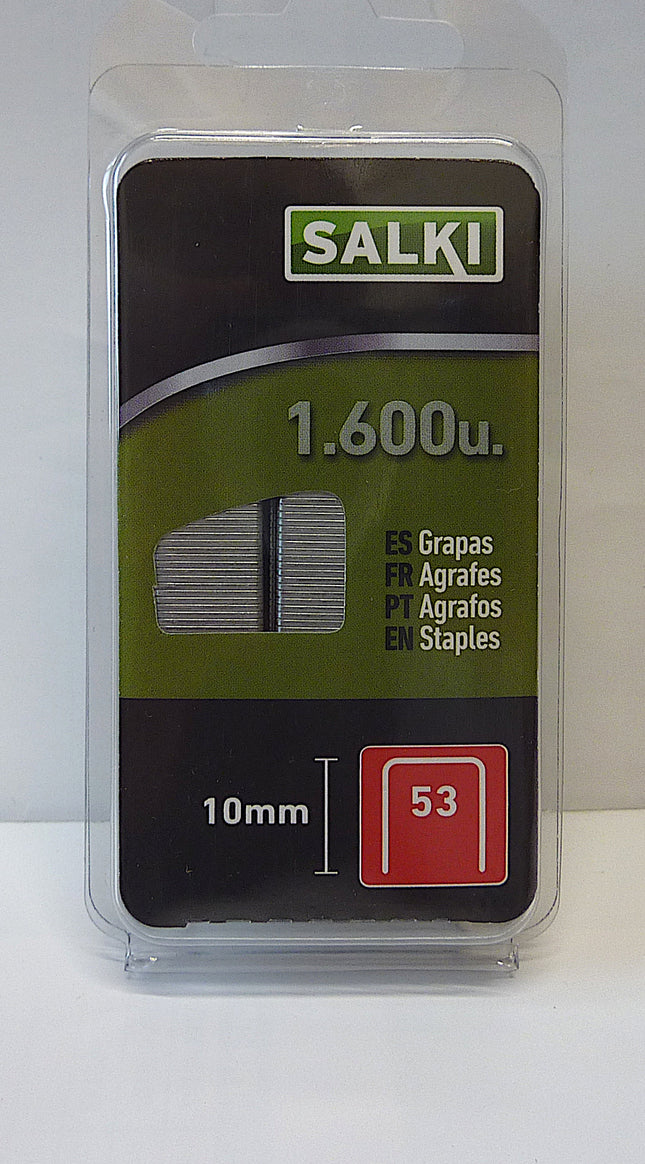 SALKI
1.600u.
ES Grapas
FR Agrafes
PT Agrafos
EN Staples
10mm
53